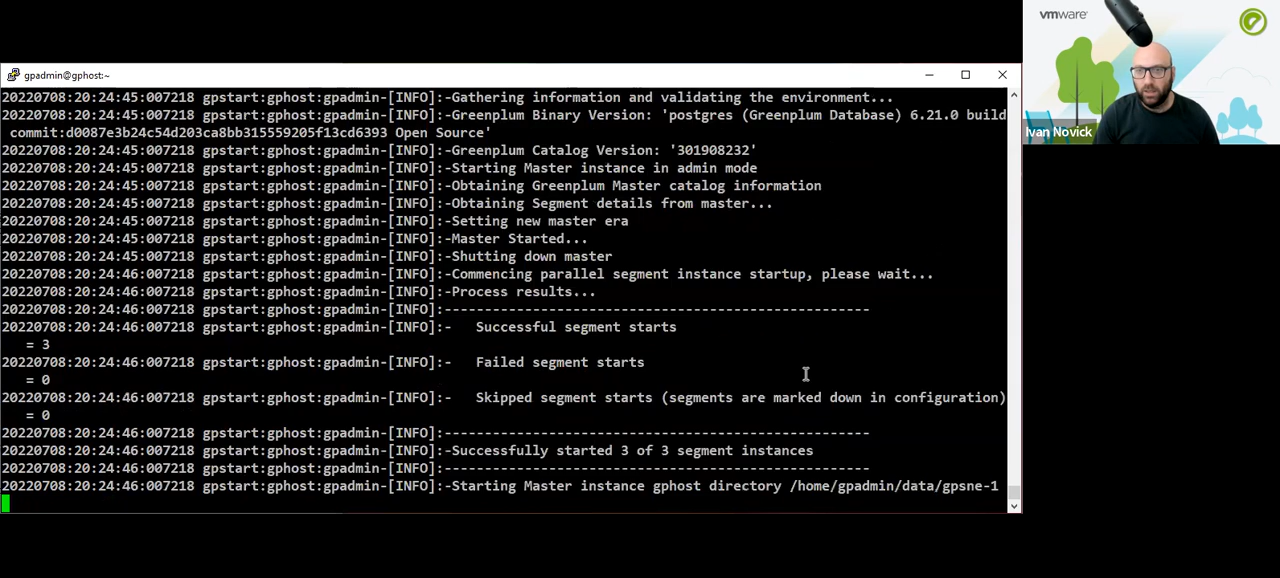 vmware®
gpadmin@gphost:~
20220708:20:24:45:007218 gpstart:gphost:gpadmin-[INFO]:-Gathering information and validating the environment...
20220708:20:24:45:007218 gpstart:gphost:gpadmin-[INFO]:-Greenplum Binary Version: 'postgres (Greenplum Database) 6.21.0 build
commit:d0087e3b24c54d203ca8bb315559205f13cd6393 Open Source'
20220708:20:24:45:007218 gpstart:gphost:gpadmin-[INFO]:-Greenplum Catalog Version: '301908232'
20220708:20:24:45:007218 gpstart:gphost:gpadmin-[INFO]:-Starting Master instance in admin mode
20220708:20:24:45:007218 gpstart:gphost:gpadmin-[INFO]:-Obtaining Greenplum Master catalog information
20220708:20:24:45:007218 gpstart:gphost:gpadmin-[INFO]:-Obtaining Segment details from master...
20220708:20:24:45:007218 gpstart:gphost:gpadmin-[INFO]:-Setting new master era
20220708:20:24:45:007218 gpstart:gphost:gpadmin-[INFO]:-Master Started...
20220708:20:24:45:007218 gpstart:gphost:gpadmin-[INFO]:-Shutting down master
20220708:20:24:46:007218 gpstart:gphost:gpadmin-[INFO]:-Commencing parallel segment instance startup, please wait...
20220708:20:24:46:007218 gpstart:gphost:gpadmin-[INFO]:-Process results...
20220708:20:24:46:007218 gpstart:gphost:gpadmin-[INFO]:-----------------------------------------------------
20220708:20:24:46:007218 gpstart:gphost:gpadmin-[INFO]:-   Successful segment starts
= 3
20220708:20:24:46:007218 gpstart:gphost:gpadmin-[INFO]:-   Failed segment starts
= 0
20220708:20:24:46:007218 gpstart:gphost:gpadmin-[INFO]:-   Skipped segment starts (segments are marked down in configuration)
= 0
20220708:20:24:46:007218 gpstart:gphost:gpadmin-[INFO]:-----------------------------------------------------
20220708:20:24:46:007218 gpstart:gphost:gpadmin-[INFO]:-Successfully started 3 of 3 segment instances
20220708:20:24:46:007218 gpstart:gphost:gpadmin-[INFO]:-----------------------------------------------------
20220708:20:24:46:007218 gpstart:gphost:gpadmin-[INFO]:-Starting Master instance gphost directory /home/gpadmin/data/gpsne-1
Ivan Novick